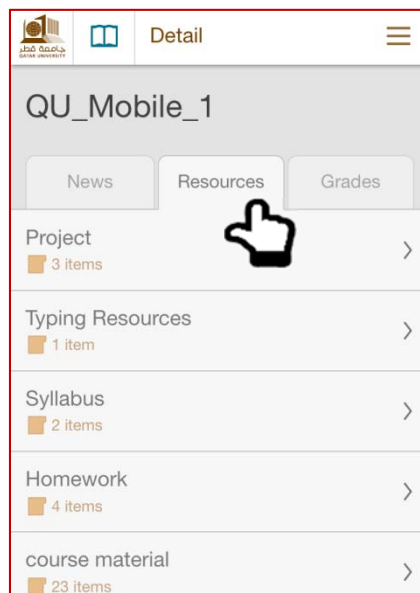 جامعة قطر
QATAR UNIVERSITY
Detail
QU_Mobile_1
News
Resources
Grades
Project
3 items
Typing Resources
1 item
Syllabus
2 items
Homework
4 items
course material
23 items